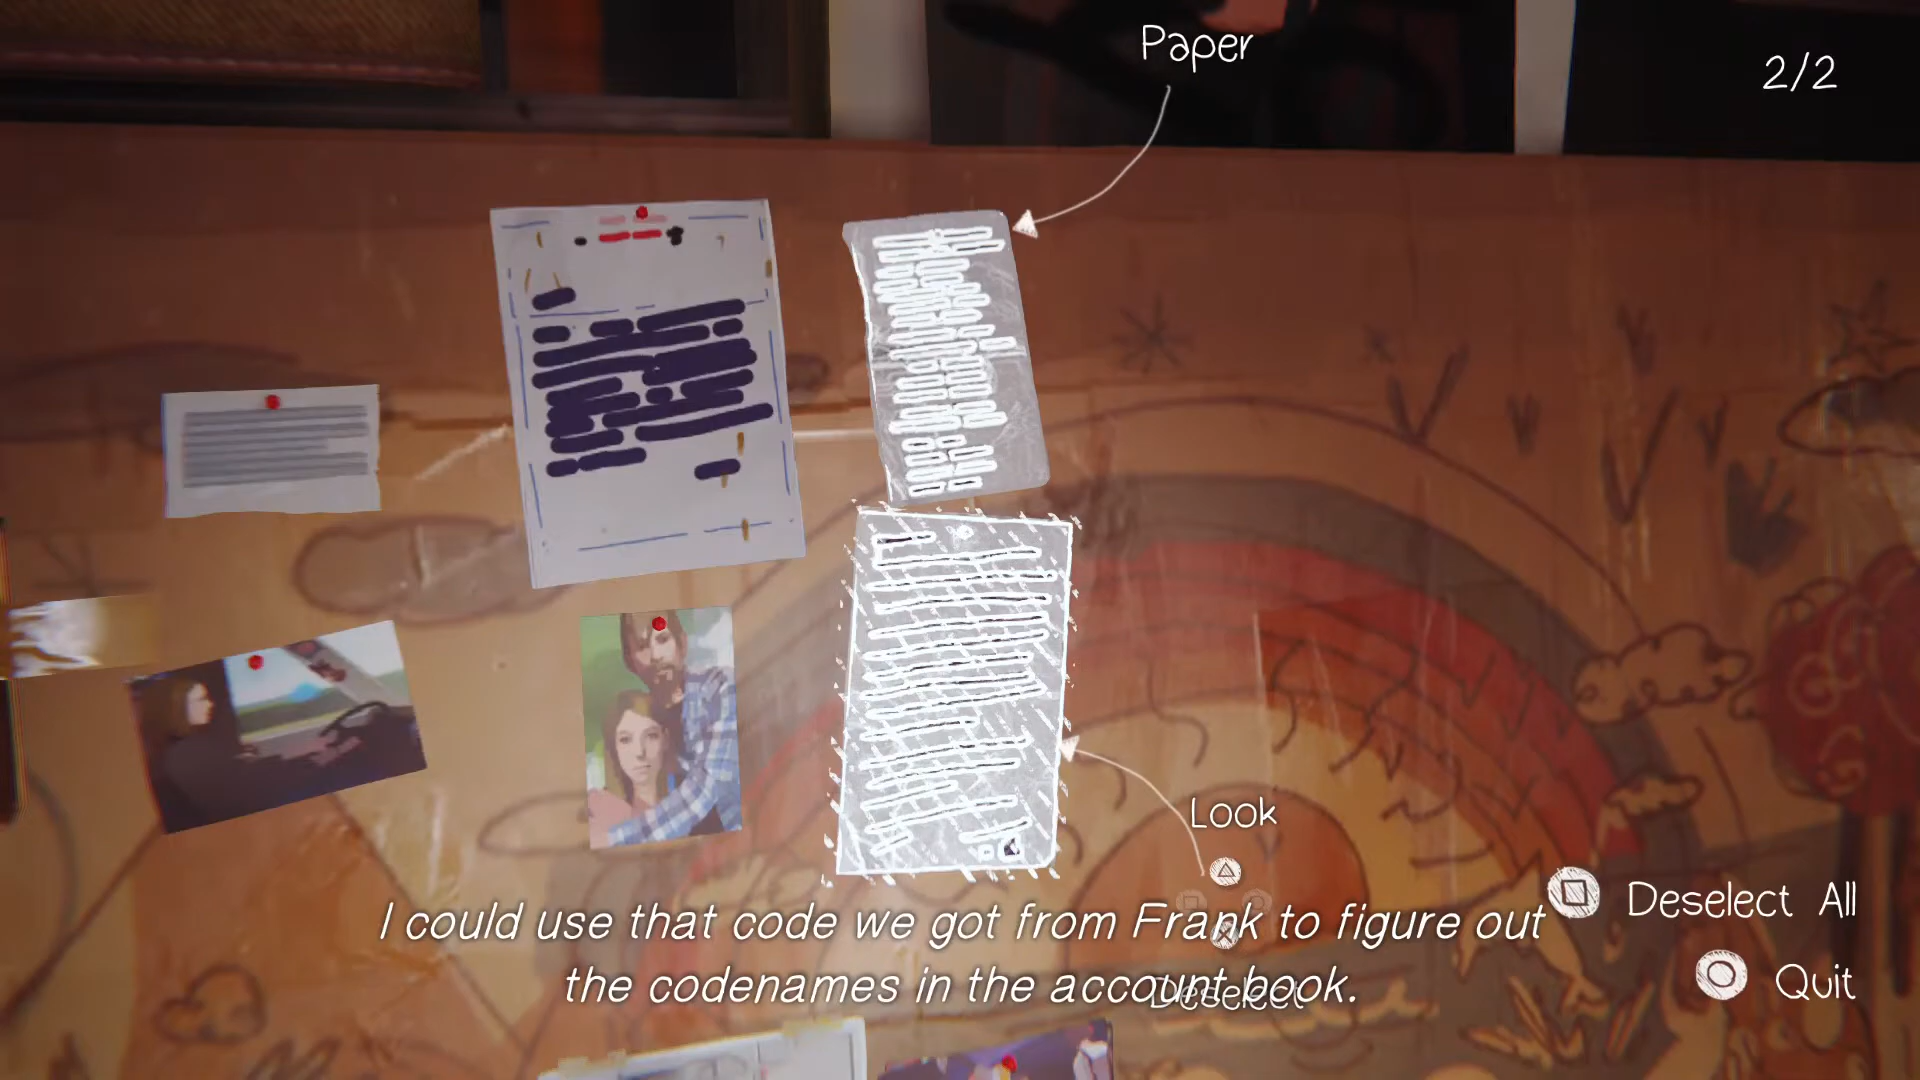 Paper
2/2
Look
Deselect All
I could use that code we got from Frank to figure out
the codenames in the account book.
Deselect
Quit